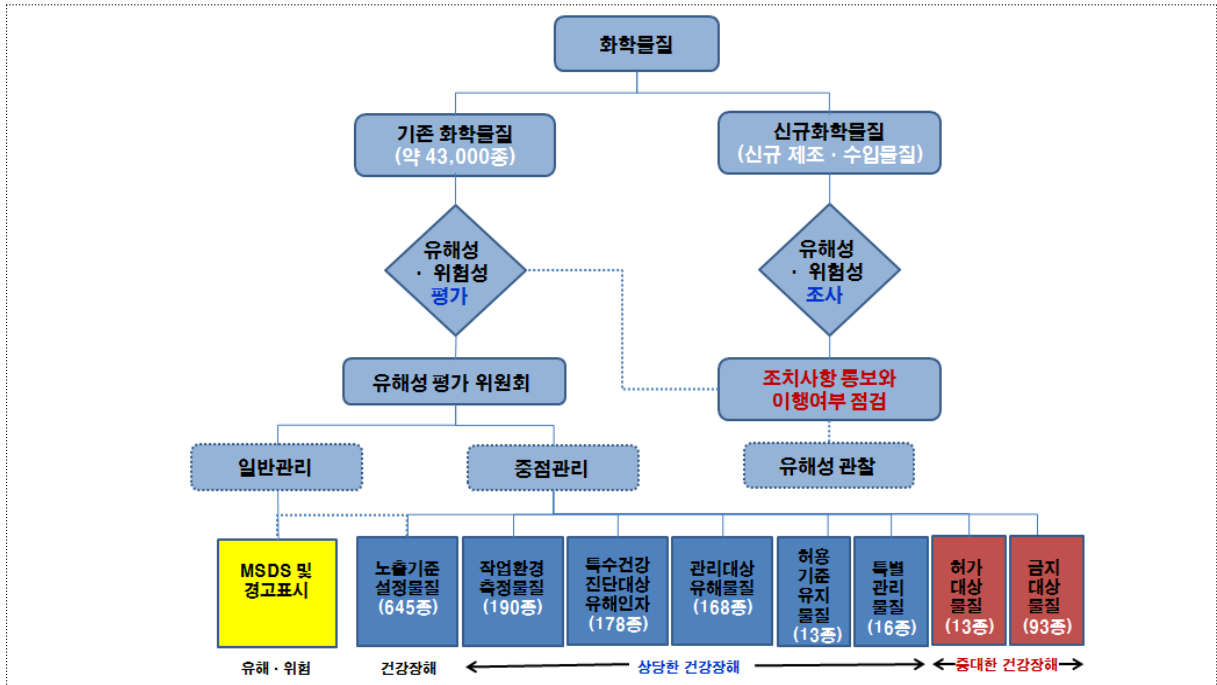 화학물질
기존 화학물질
(약 43,000종)
신규화학물질
(신규 제조 · 수입물질)
유해성
· 위험성
평가
유해성
· 위험성
조사
유해성 평가 위원회
조치사항 통보와
이행여부 점검
일반관리
중점관리
유해성 관찰
MSDS 및
경고표시
노출기준
설정물질
(645종)
작업환경
측정물질
(190종)
특수건강
진단대상
유해인자
(178종)
관리대상
유해물질
(168종)
허용
기준
유지
물질
(13종)
특별
관리
물질
(16종)
허가
대상
물질
(13종)
금지
대상
물질
(93종)
유해 · 위험
건강장해
상당한 건강장해
중대한 건강장해